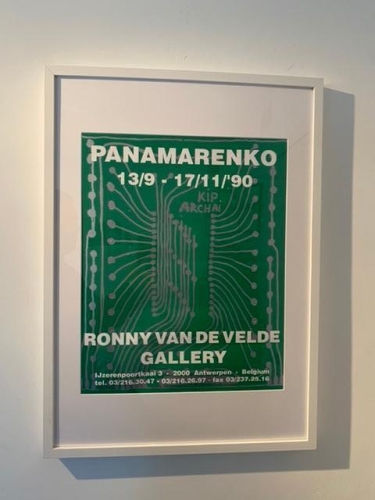 PANAMARENKO
13/9 - 17/11/'90
KIP.
ARCHAI
RONNY VAN DE VELDE
GALLERY
IJzerenpoortkaai 3 - 2000 Antwerpen - Belgium
tel. 03/216.30.47 - 03/216.26.97 - fax 03/237.25.16